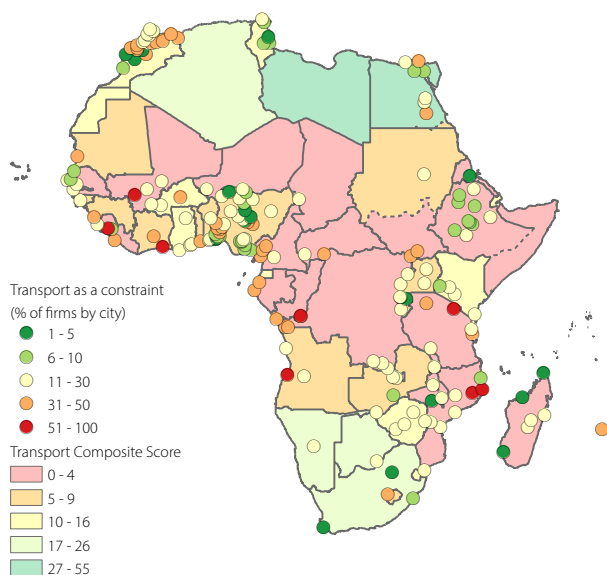 Transport as a constraint
(% of firms by city)
1 - 5
6 - 10
11 - 30
31 - 50
51 - 100
Transport Composite Score
0 - 4
5 - 9
10 - 16
17 - 26
27 - 55